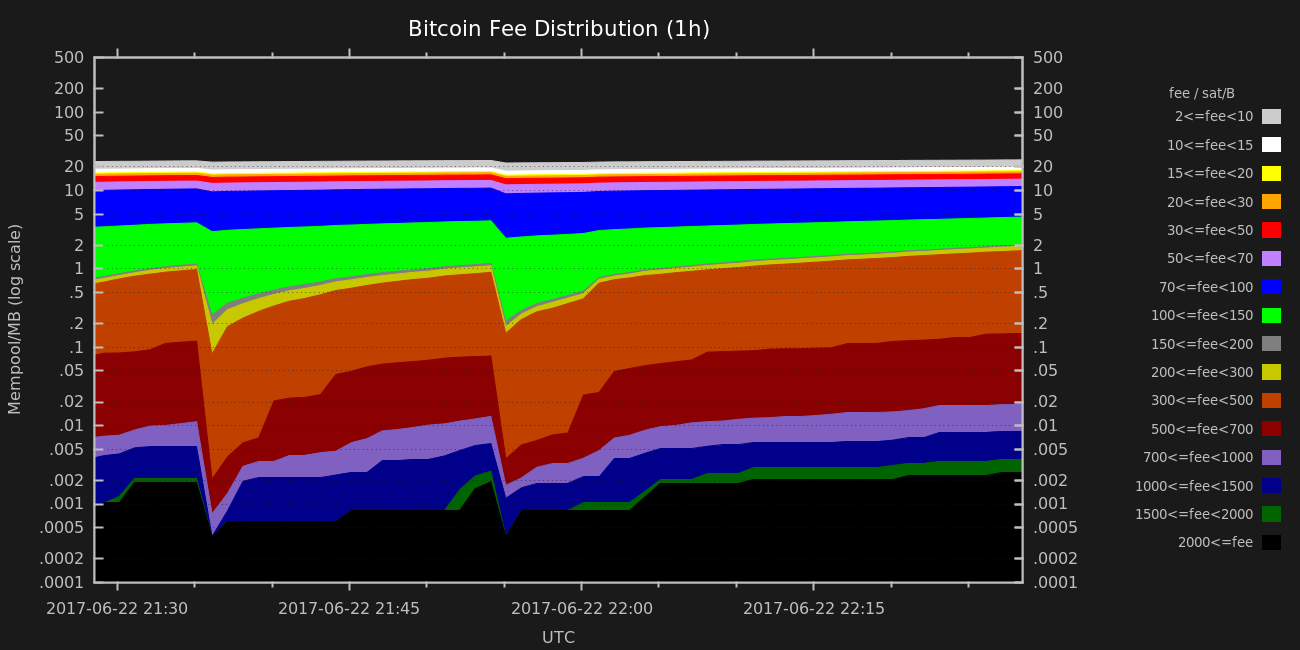 Bitcoin Fee Distribution (1h)
Mempool/MB (log scale)
500
200
100
50
20
10
5
2
1
.5
.2
.1
.05
.02
.01
.005
.002
.001
.0005
.0002
.0001
500
200
100
50
20
10
5
2
1
.5
.2
.1
.05
.02
.01
.005
.002
.001
.0005
.0002
.0001
2017-06-22 21:30 2017-06-22 21:45 2017-06-22 22:00 2017-06-22 22:15
UTC
fee / sat/B
2<=fee<10
10<=fee<15
15<=fee<20
20<=fee<30
30<=fee<50
50<=fee<70
70<=fee<100
100<=fee<150
150<=fee<200
200<=fee<300
300<=fee<500
500<=fee<700
700<=fee<1000
1000<=fee<1500
1500<=fee<2000
2000<=fee